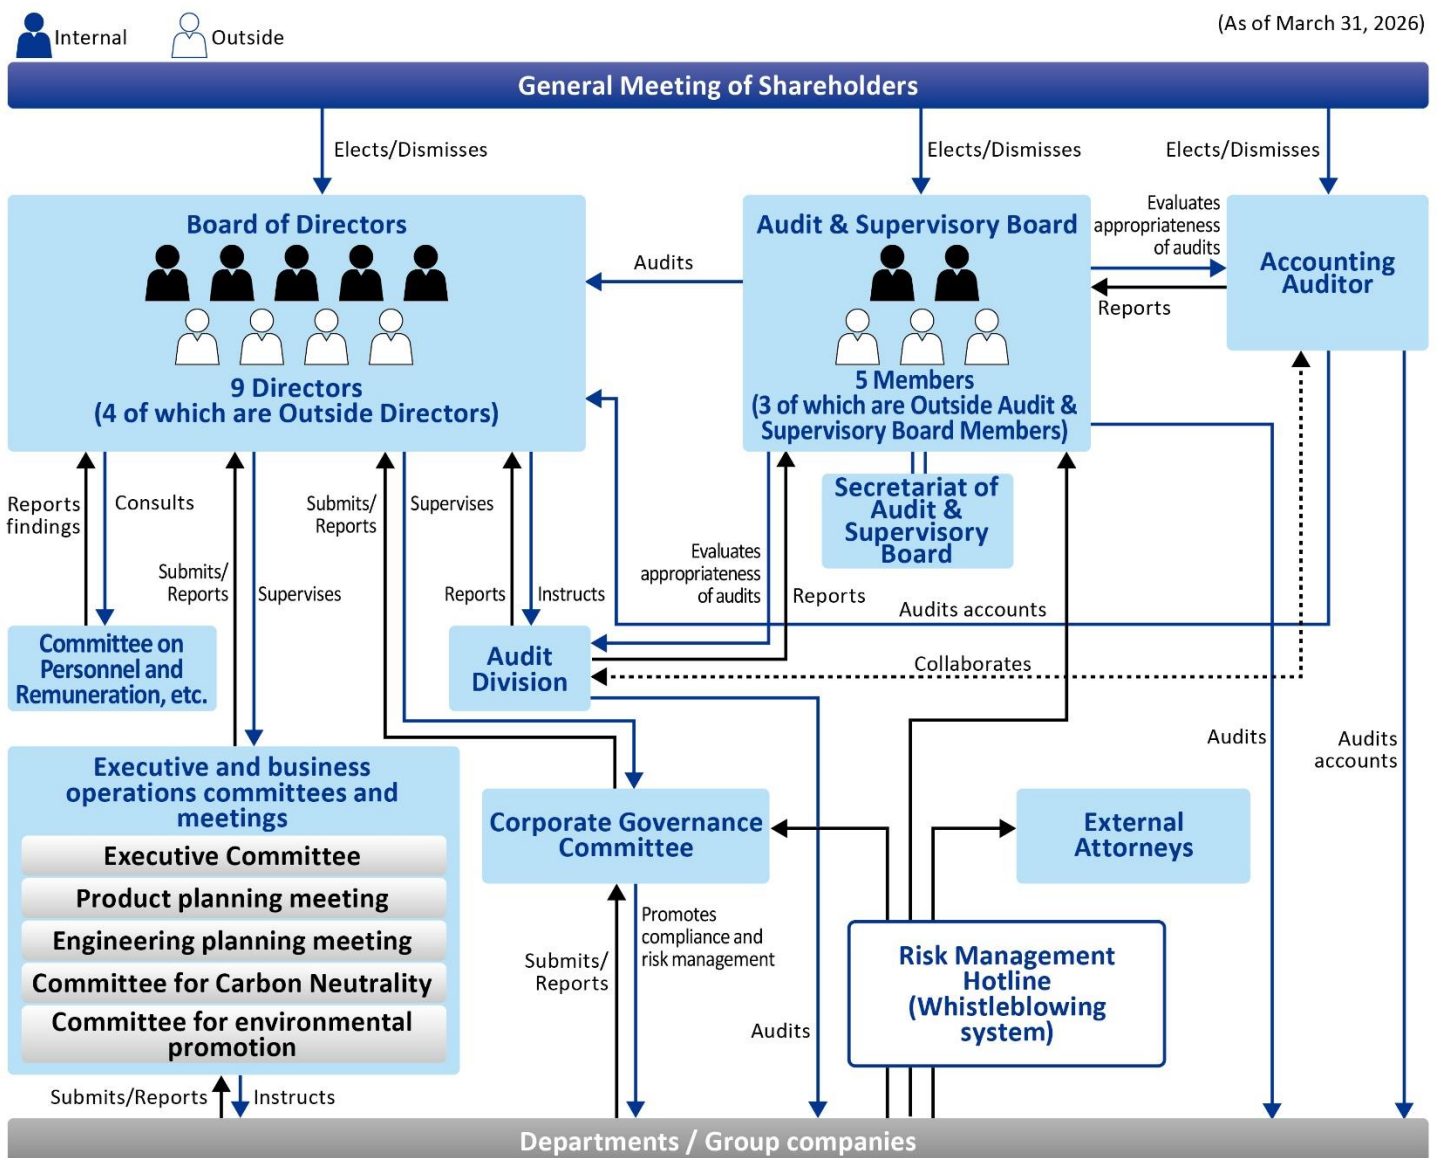 Internal
Outside
(As of March 31, 2026)
General Meeting of Shareholders
Elects/Dismisses
Elects/Dismisses
Elects/Dismisses
Board of Directors
9 Directors
(4 of which are Outside Directors)
Audits
Audit & Supervisory Board
5 Members
(3 of which are Outside Audit &
Supervisory Board Members)
Evaluates
appropriateness
of audits
Reports
Accounting
Auditor
Secretariat of
Audit &
Supervisory
Board
Reports
findings
Consults
Submits/
Reports
Supervises
Submits/
Reports
Supervises
Reports
Instructs
Evaluates
appropriateness
of audits
Reports
Audits accounts
Collaborates
Committee on
Personnel and
Remuneration, etc.
Audit
Division
Audits
Audits
accounts
Executive and business
operations committees and
meetings
Executive Committee
Product planning meeting
Engineering planning meeting
Committee for Carbon Neutrality
Committee for environmental
promotion
Corporate Governance
Committee
External
Attorneys
Submits/
Reports
Promotes
compliance and
risk management
Audits
Risk Management
Hotline
(Whistleblowing
system)
Submits/Reports
Instructs
Departments / Group companies